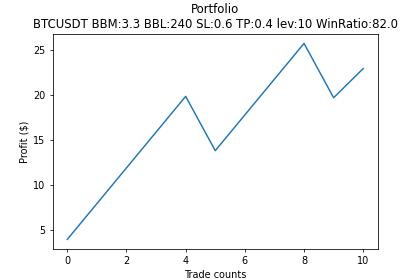 Portfolio
BTCUSDT BBM:3.3 BBL:240 SL:0.6 TP:0.4 lev:10 WinRatio:82.0
25
20
15
10
5
Profit ($)
0 2 4 6 8 10
Trade counts